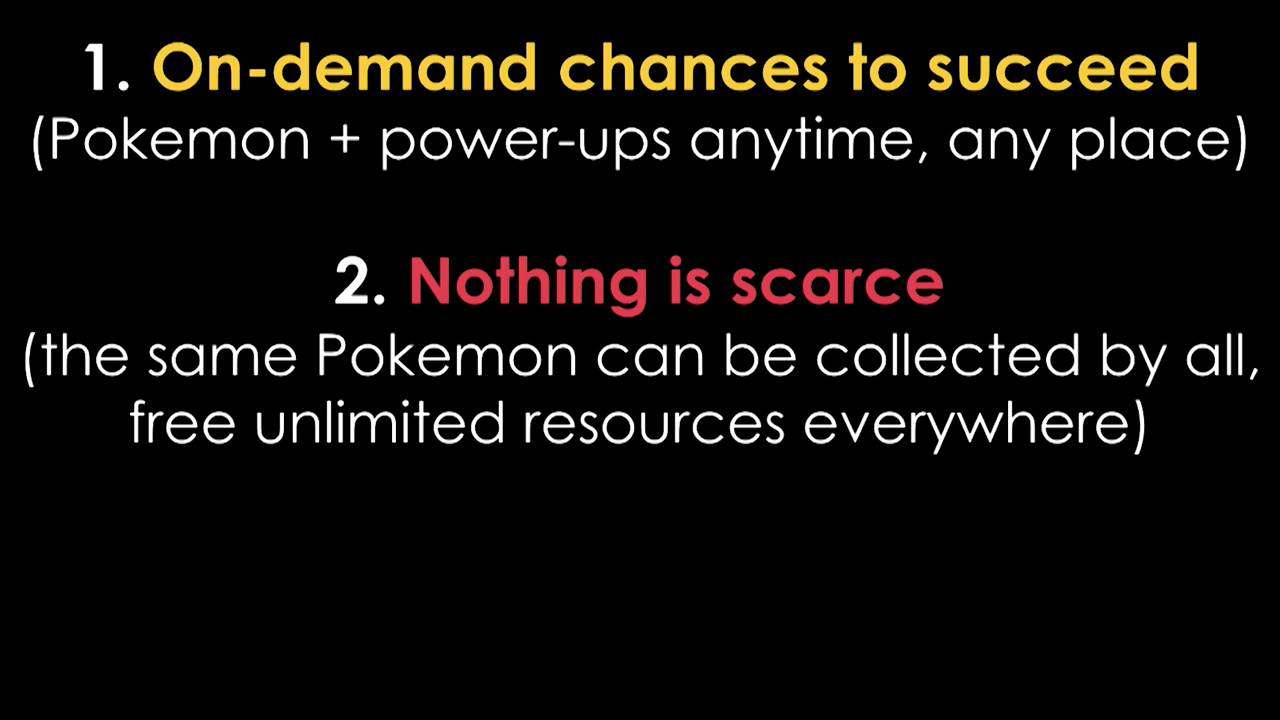 1. On-demand chances to succeed
(Pokemon + power-ups anytime, any place)
2. Nothing is scarce
(the same Pokemon can be collected by all,
free unlimited resources everywhere)